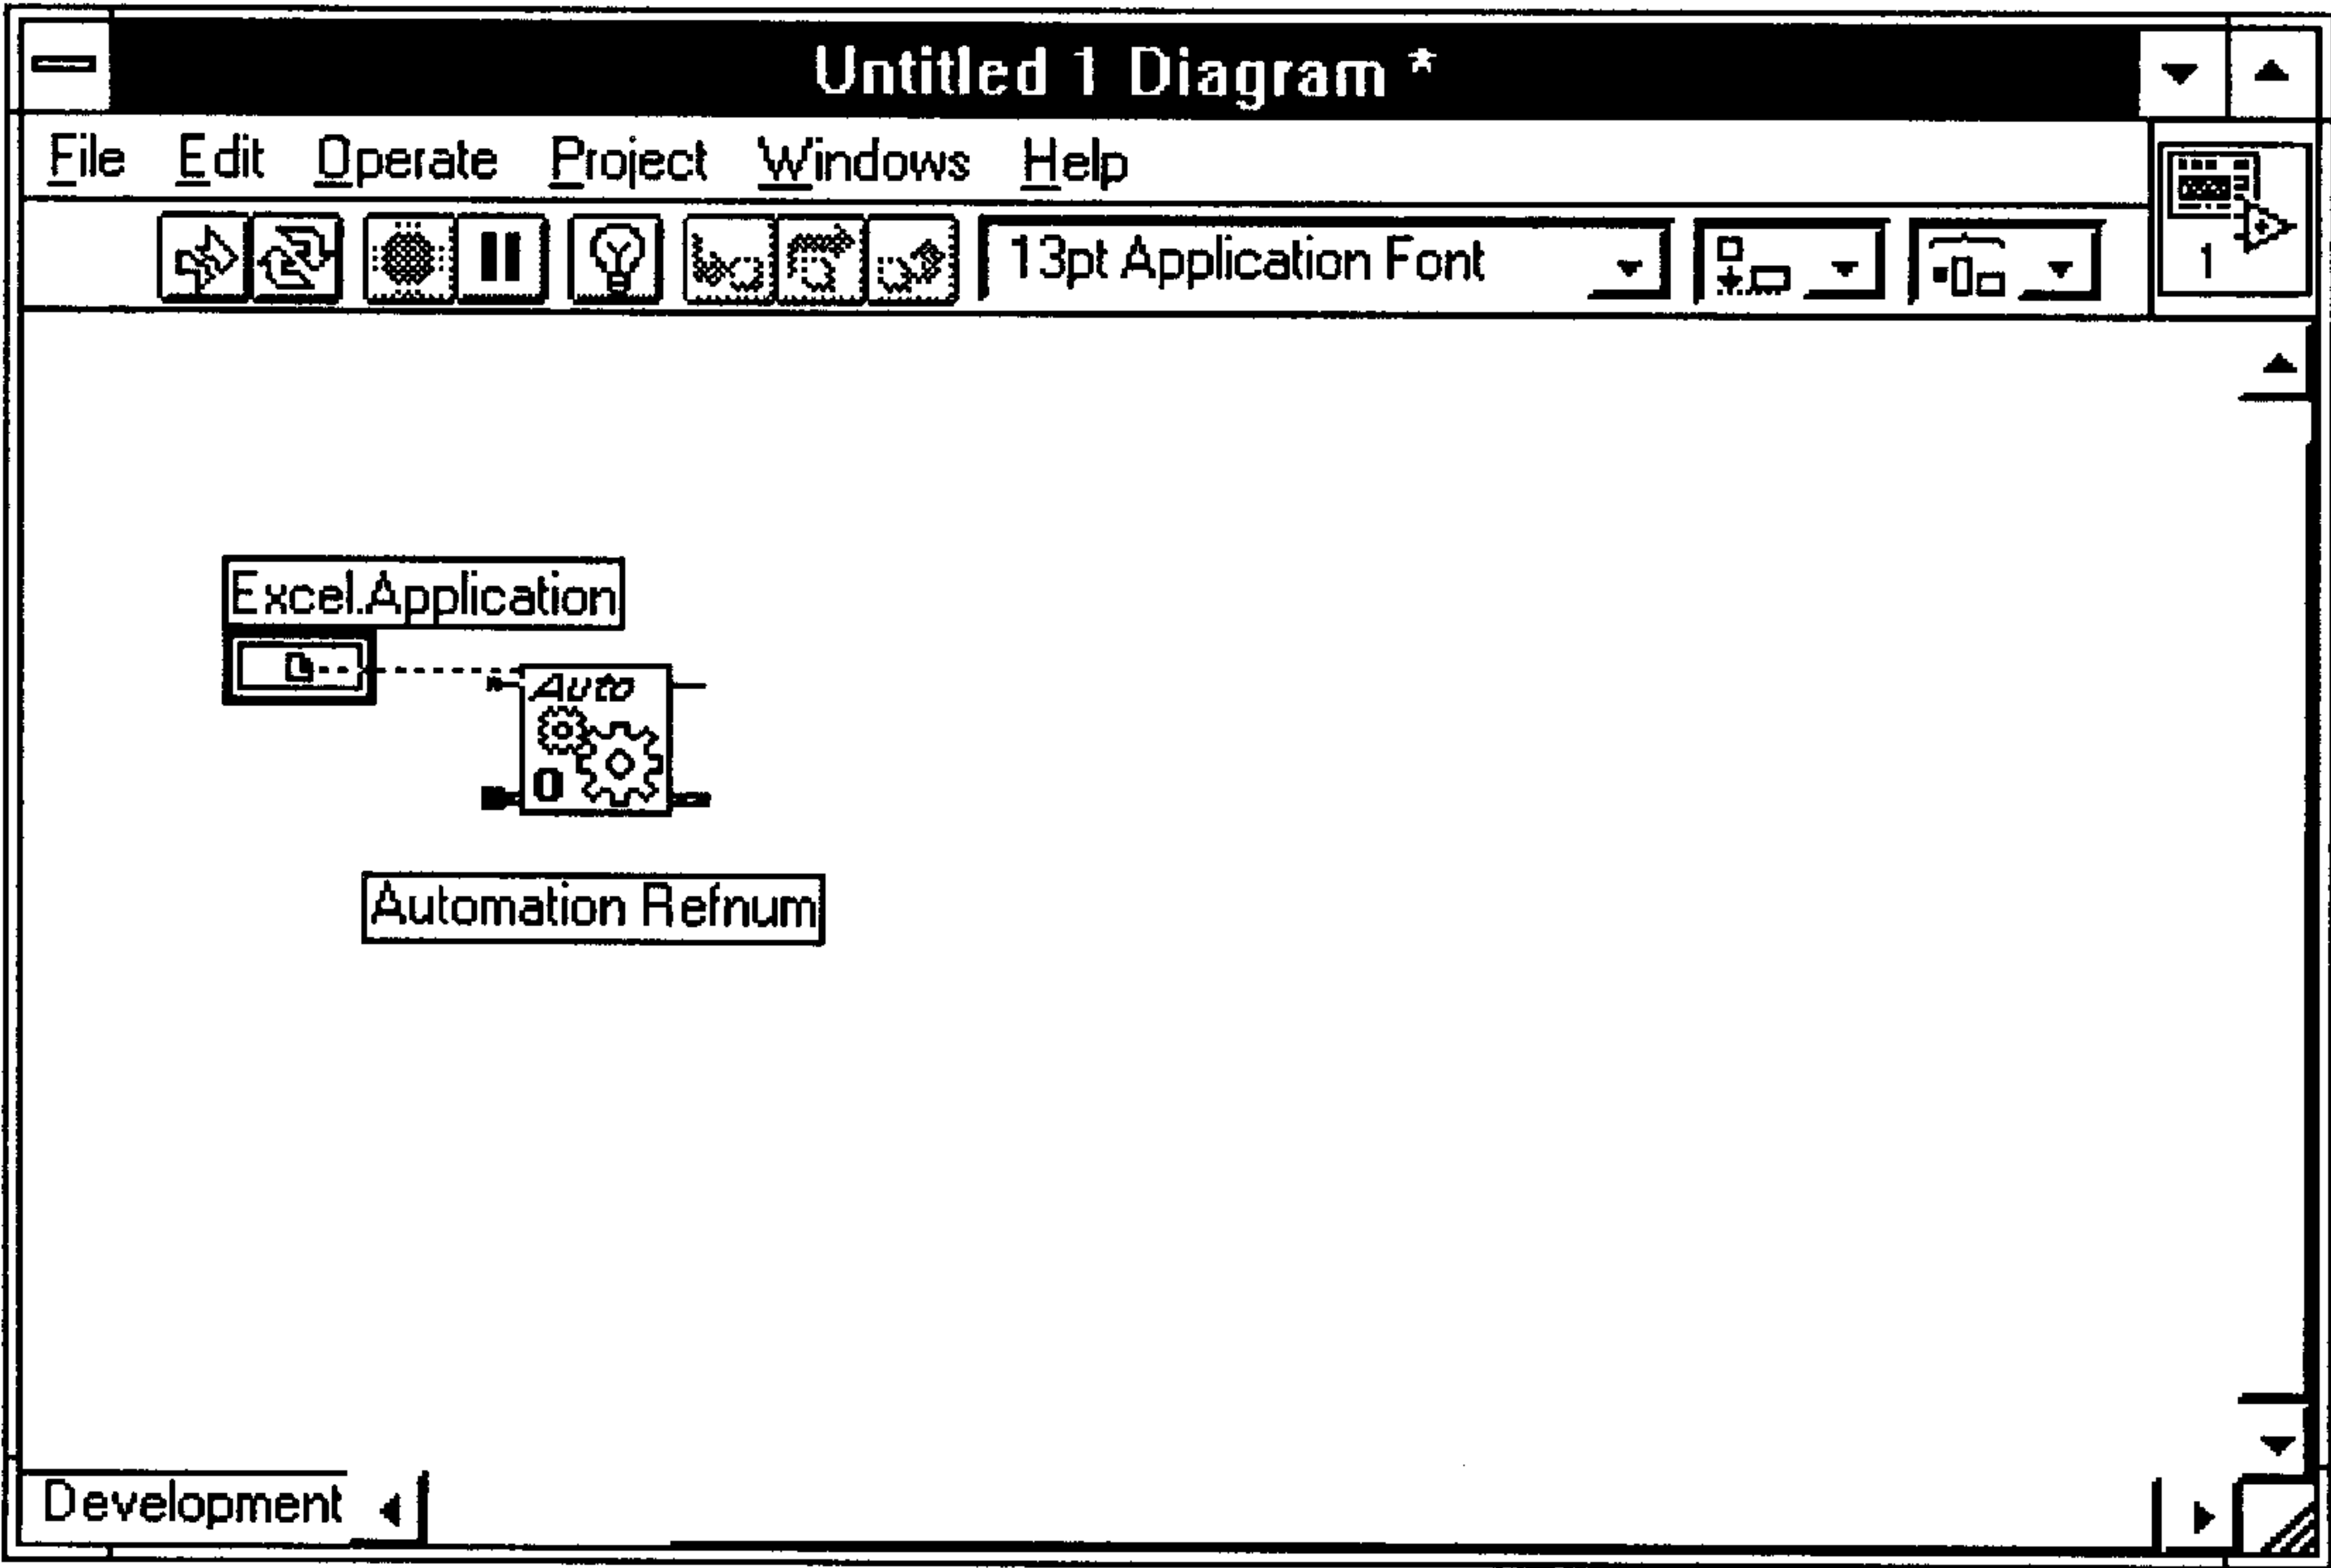 Untitled 1 Diagram *
File Edit Operate Project Windows Help
13pt Application Font
1
Excel.Application
Auto
0
Automation Refnum
Development